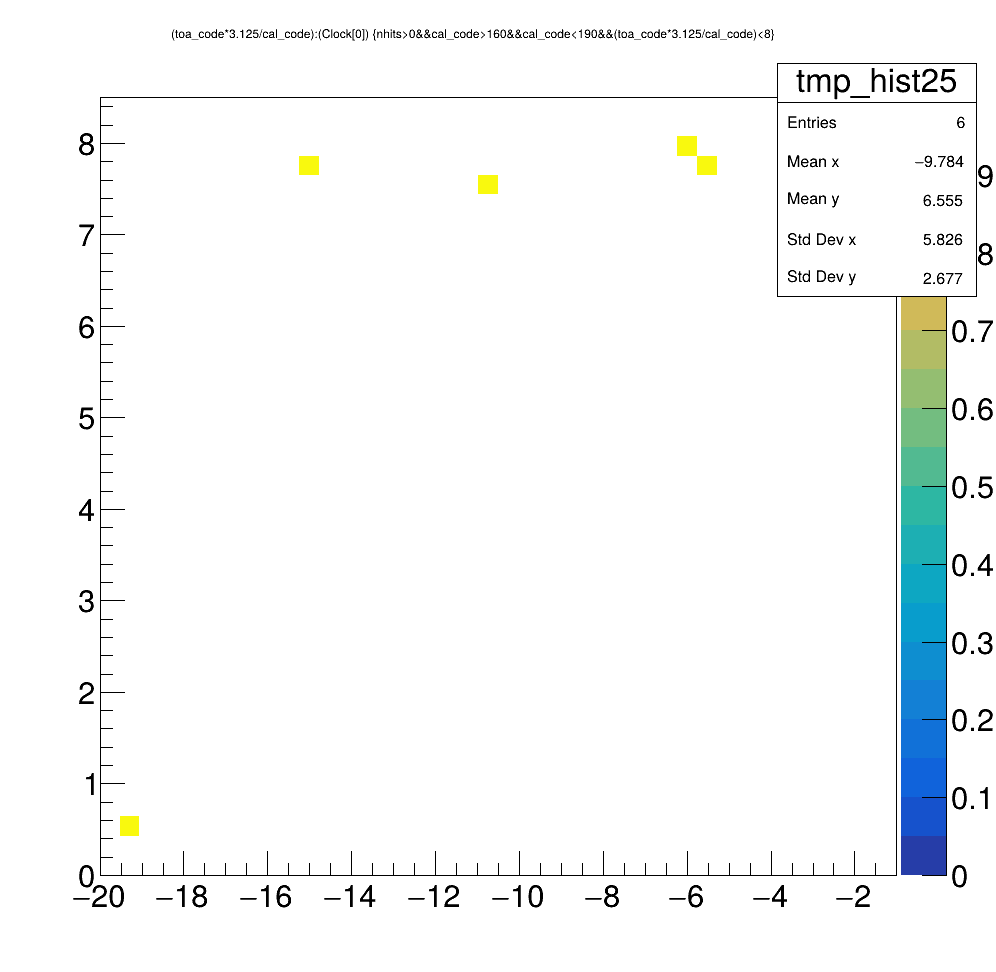 (toa_code*3.125/cal_code):(Clock[0]) {nhits>0&&cal_code>160&&cal_code<190&&(toa_code*3.125/cal_code)<8}
tmp_hist25
Entries 6
Mean x −9.784
Mean y 6.555
Std Dev x 5.826
Std Dev y 2.677
8
7
6
5
4
3
2
1
0
−20 −18 −16 −14 −12 −10 −8 −6 −4 −2
9
8
0.7
0.6
0.5
0.4
0.3
0.2
0.1
0